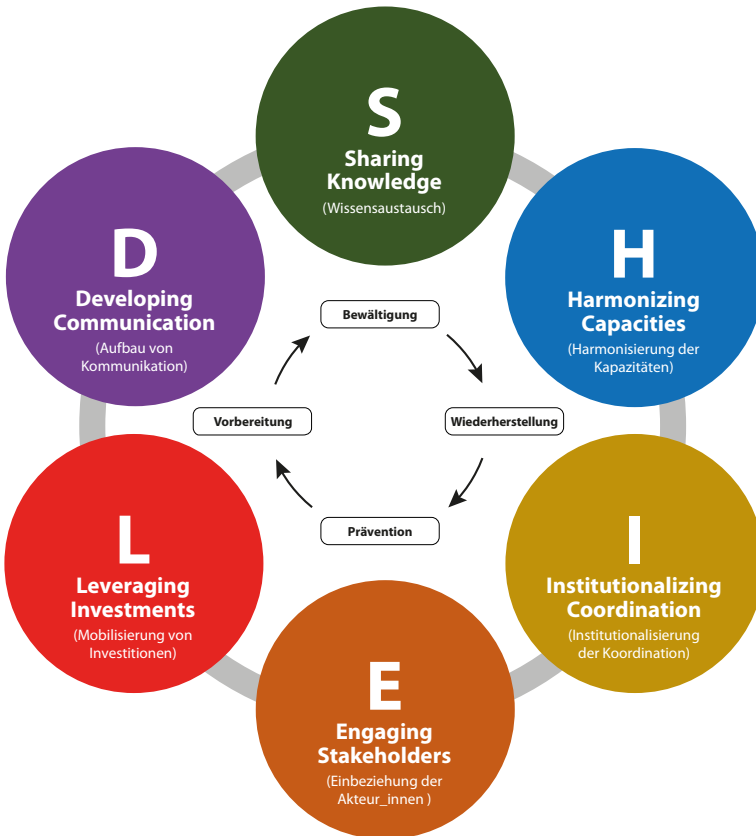 S
Sharing
Knowledge
(Wissensaustausch)
H
Harmonizing
Capacities
(Harmonisierung der
Kapazitäten)
I
Institutionalizing
Coordination
(Institutionalisierung
der Koordination)
E
Engaging
Stakeholders
(Einbeziehung der
Akteur_innen )
L
Leveraging
Investments
(Mobilisierung von
Investitionen)
D
Developing
Communication
(Aufbau von
Kommunikation)
Bewältigung
Wiederherstellung
Prävention
Vorbereitung